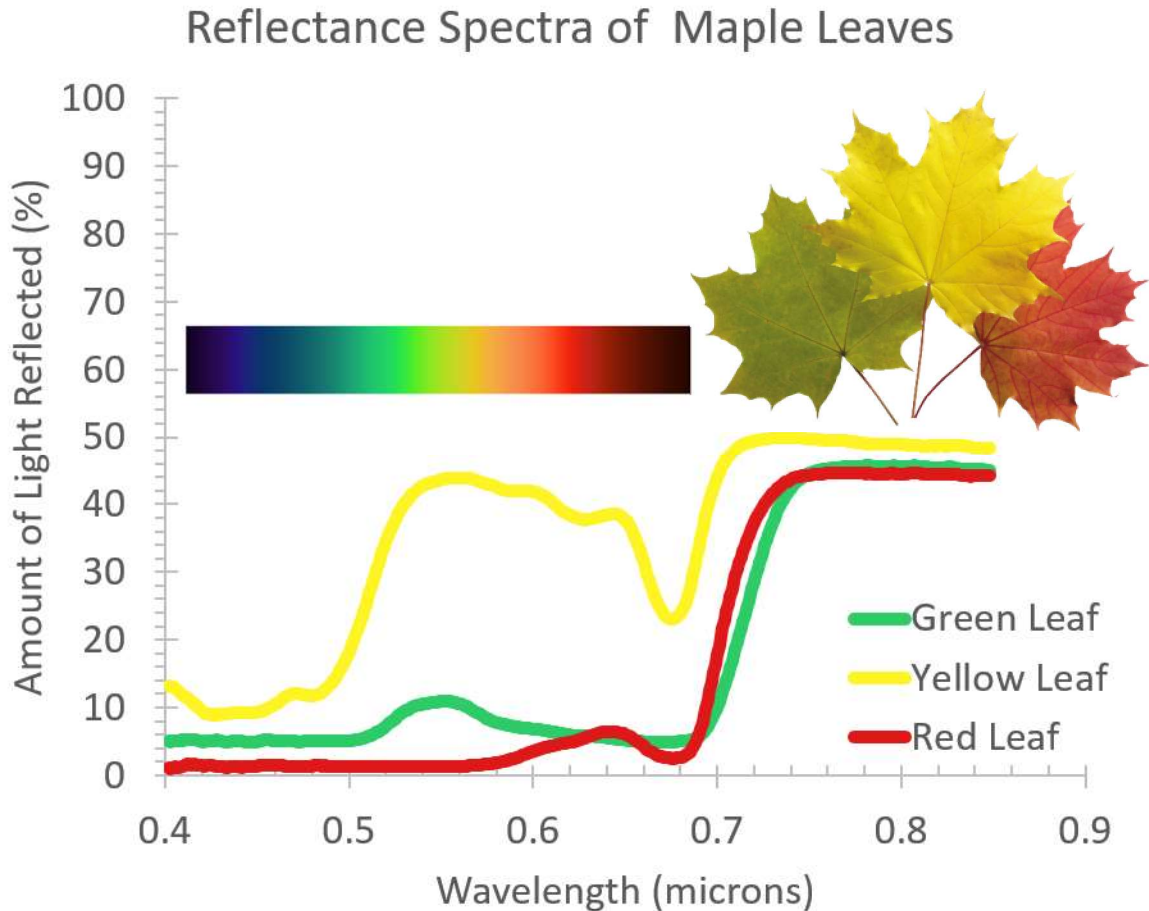 Reflectance Spectra of Maple Leaves
Amount of Light Reflected (%)
100
90
80
70
60
50
40
30
20
10
0
Green Leaf
Yellow Leaf
Red Leaf
0.4 0.5 0.6 0.7 0.8 0.9
Wavelength (microns)